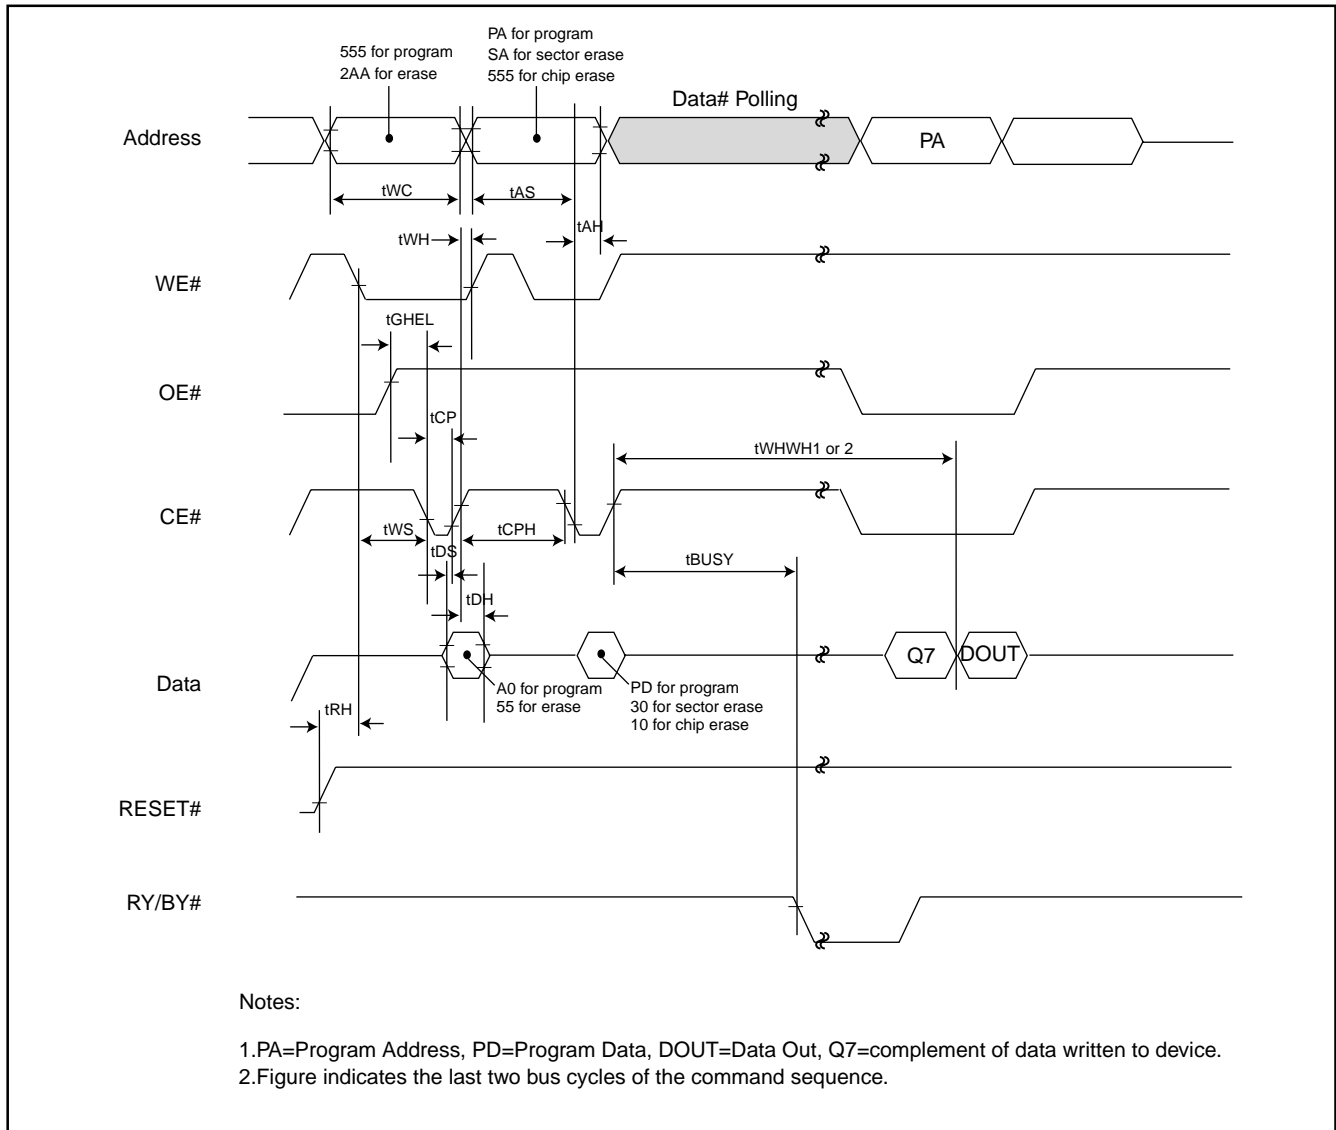 555 for program
2AA for erase
PA for program
SA for sector erase
555 for chip erase
Data# Polling
Address
PA
tWC
tAS
tAH
tWH
WE#
tGHEL
OE#
tCP
tWHWH1 or 2
CE#
tWS
tCPH
tDS
tBUSY
tDH
Data
Q7
DOUT
A0 for program
55 for erase
PD for program
30 for sector erase
10 for chip erase
tRH
RESET#
RY/BY#
Notes:
1.PA=Program Address, PD=Program Data, DOUT=Data Out, Q7=complement of data written to device.
2.Figure indicates the last two bus cycles of the command sequence.